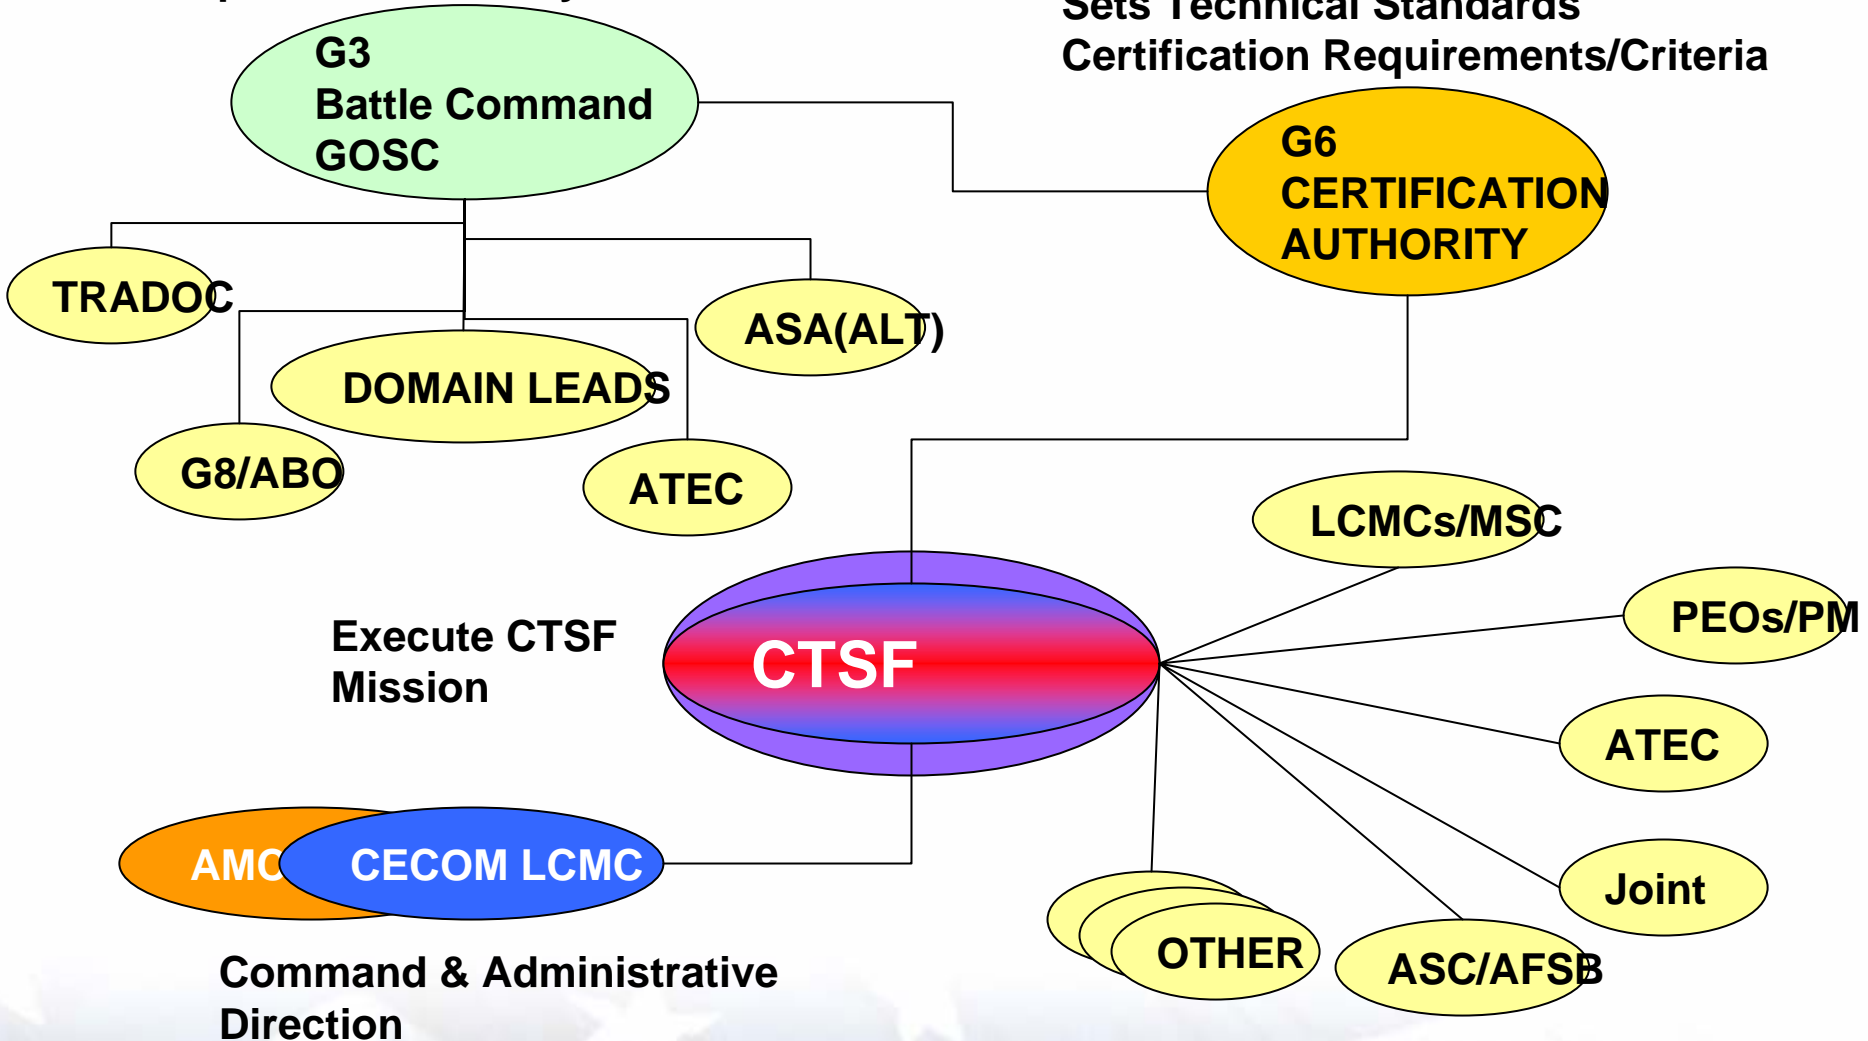 Sets Technical Standards
Certification Requirements/Criteria
G3
Battle Command
GOSC
G6
CERTIFICATION
AUTHORITY
TRADOC
ASA(ALT)
DOMAIN LEADS
G8/ABO
ATEC
LCMCs/MSC
PEOs/PM
Execute CTSF
Mission
CTSF
ATEC
AMC
CECOM LCMC
Joint
OTHER
ASC/AFSB
Command & Administrative
Direction